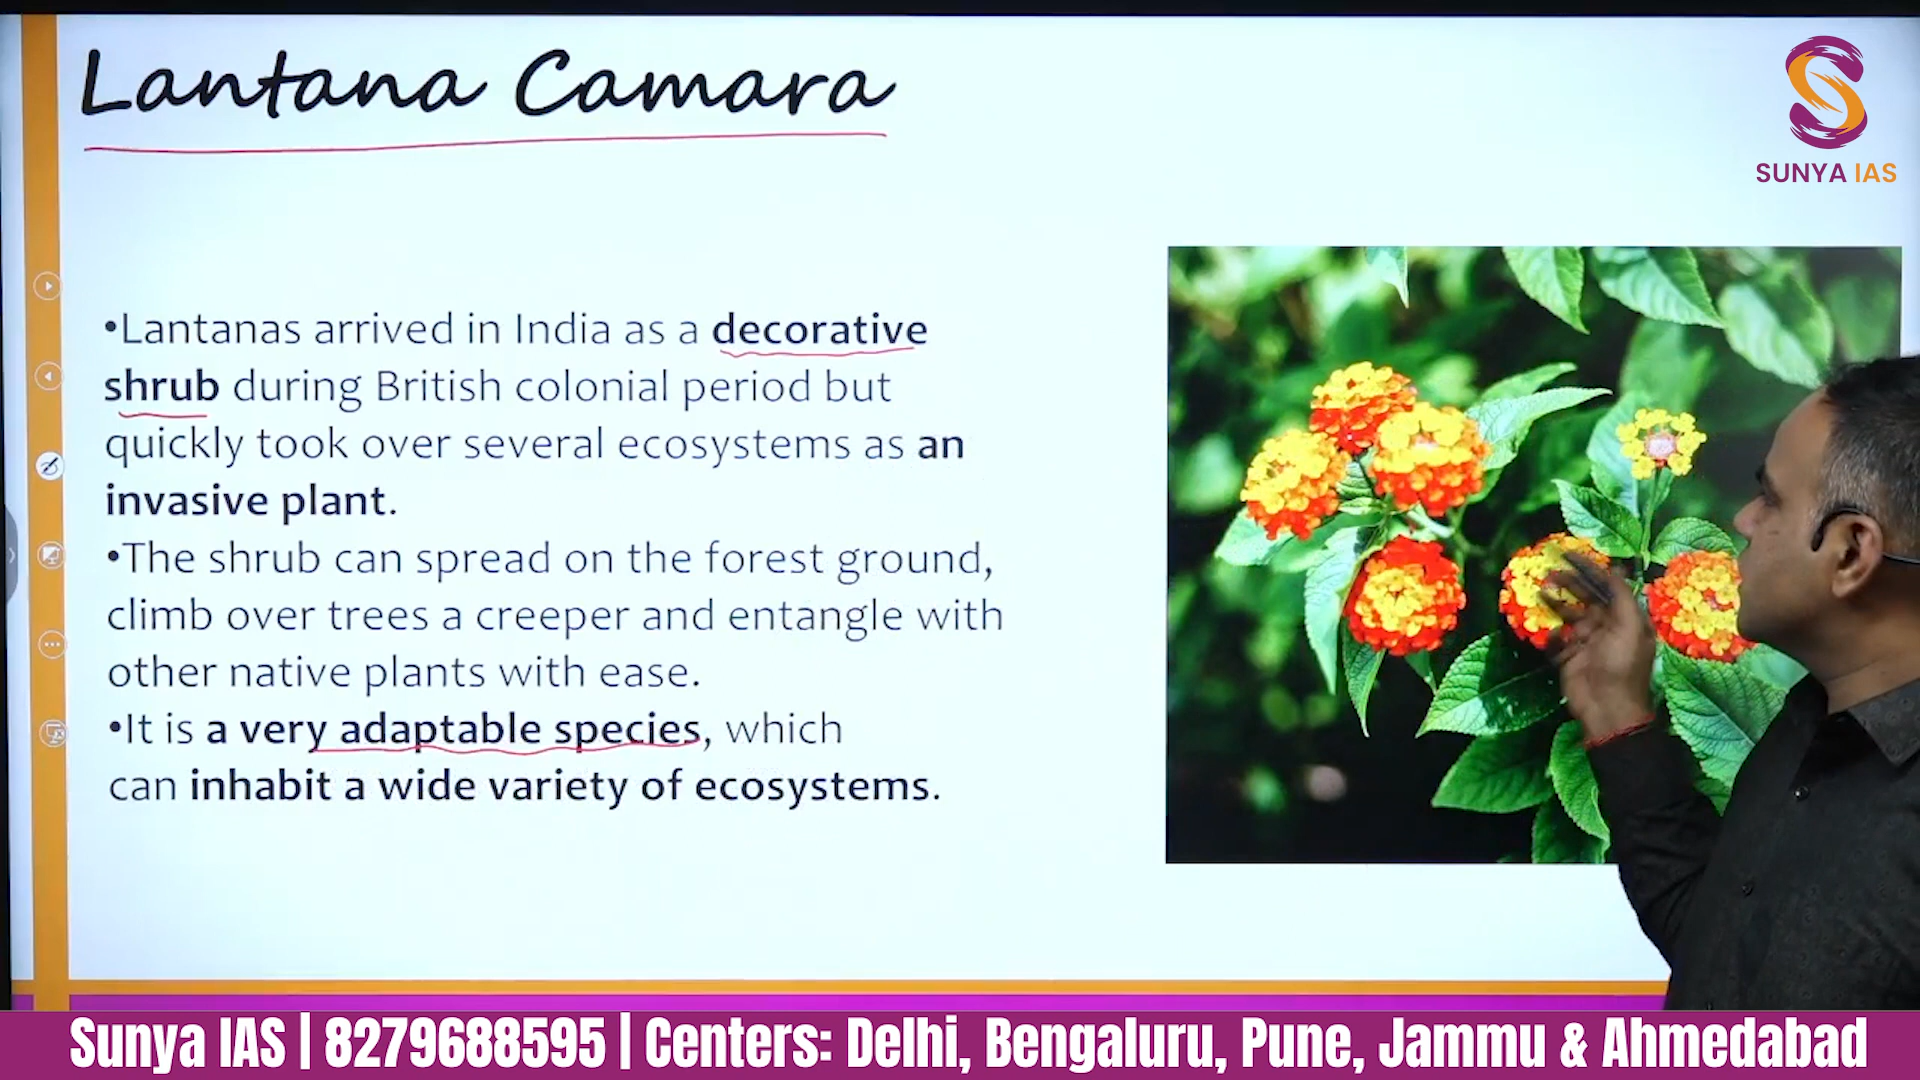 Lantana Camara
SUNYA IAS
•Lantanas arrived in India as a decorative
shrub during British colonial period but
quickly took over several ecosystems as an
invasive plant.
•The shrub can spread on the forest ground,
climb over trees a creeper and entangle with
other native plants with ease.
•It is a very adaptable species, which
can inhabit a wide variety of ecosystems.
Sunya IAS | 8279688595 | Centers: Delhi, Bengaluru, Pune, Jammu & Ahmedabad